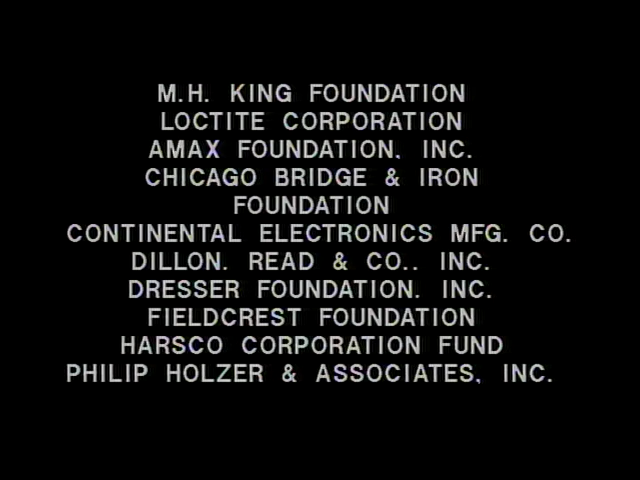 M.H. KING FOUNDATION
LOCTITE CORPORATION
AMAX FOUNDATION, INC.
CHICAGO BRIDGE & IRON
FOUNDATION
CONTINENTAL ELECTRONICS MFG. CO.
DILLON, READ & CO., INC.
DRESSER FOUNDATION, INC.
FIELDCREST FOUNDATION
HARSCO CORPORATION FUND
PHILIP HOLZER & ASSOCIATES, INC.